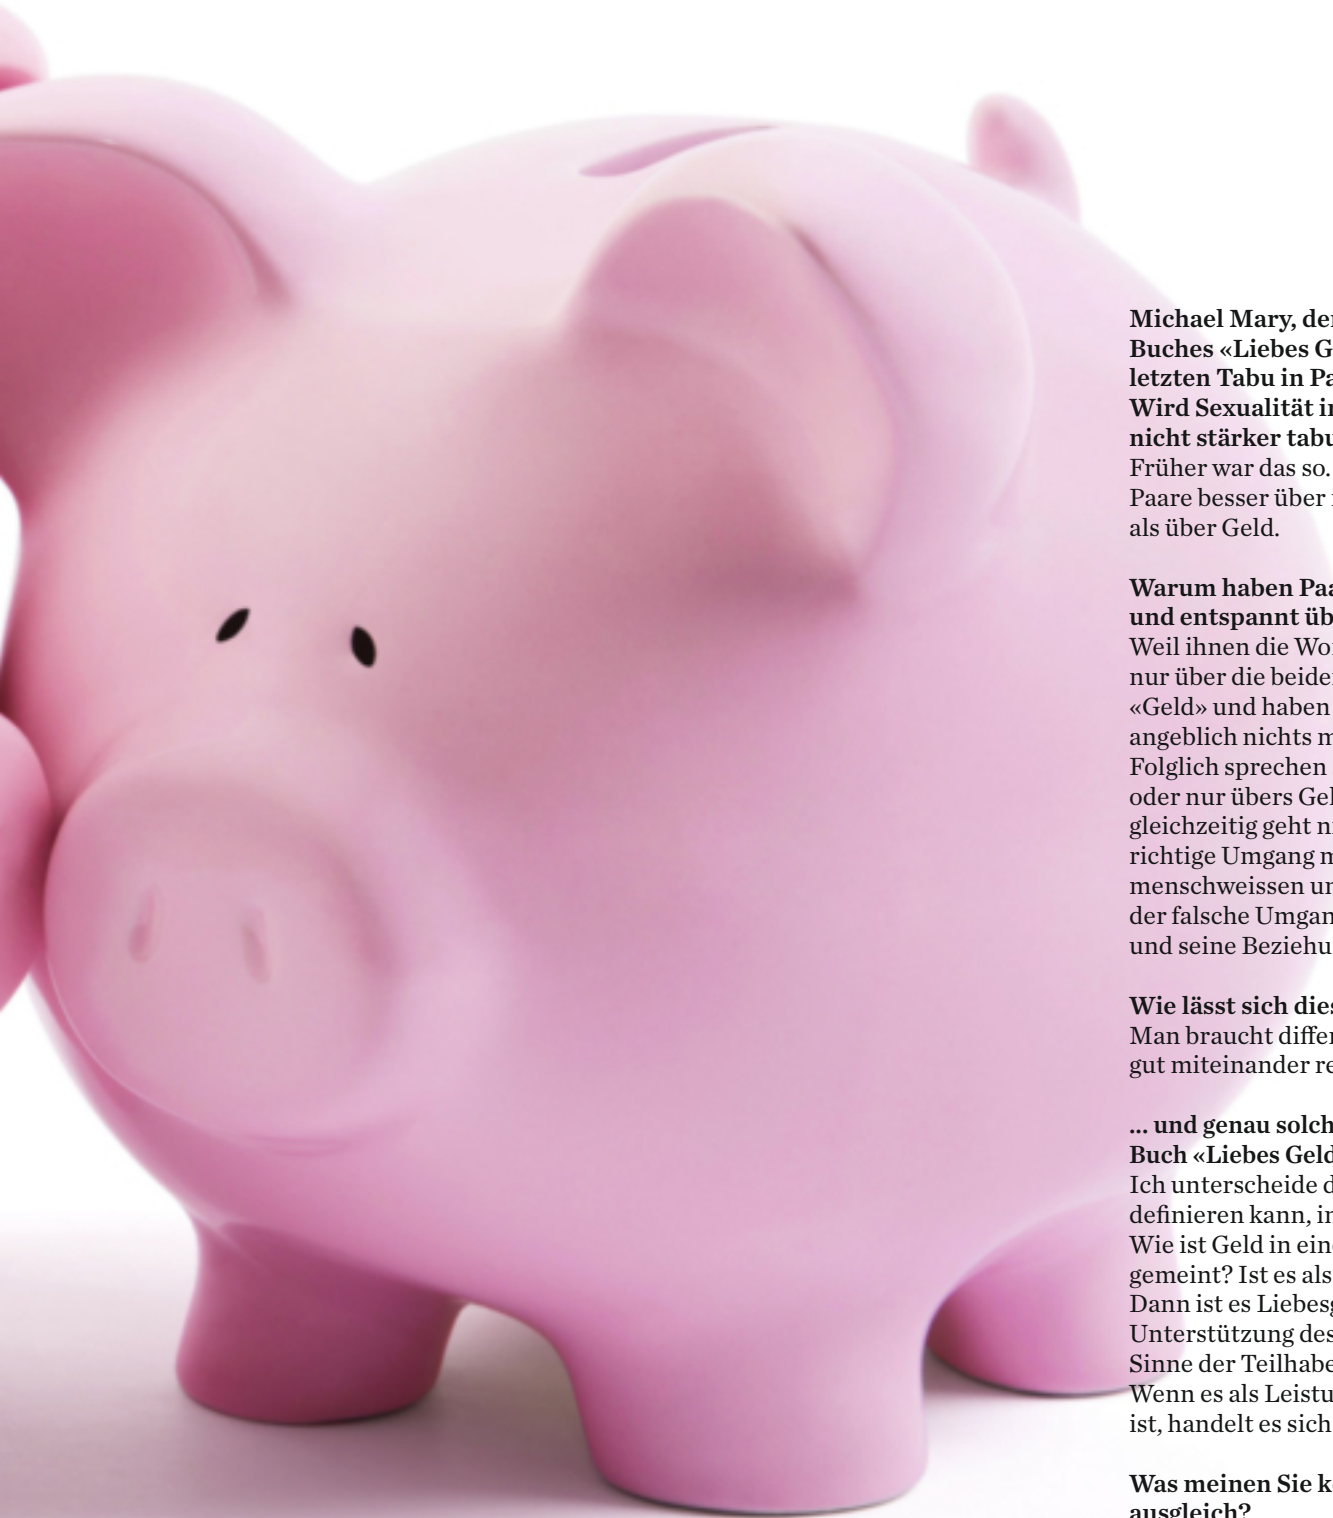 Michael Mary, de
Buches «Liebes G
letzten Tabu in Pa
Wird Sexualität i
nicht stärker tabu
Früher war das so.
Paare besser über
als über Geld.
Warum haben Paa
und entspannt üb
Weil ihnen die Wo
nur über die beide
«Geld» und haben
angeblich nichts m
Folglich sprechen
oder nur übers Gel
gleichzeitig geht n
richtige Umgang m
menschweissen un
der falsche Umgan
und seine Beziehu
Wie lässt sich dies
Man braucht differ
gut miteinander re
... und genau solch
Buch «Liebes Geld
Ich unterscheide d
definieren kann, in
Wie ist Geld in ein
gemeint? Ist es als
Dann ist es Liebesg
Unterstützung des
Sinne der Teilhabe
Wenn es als Leistu
ist, handelt es sich
Was meinen Sie k
ausgleich?